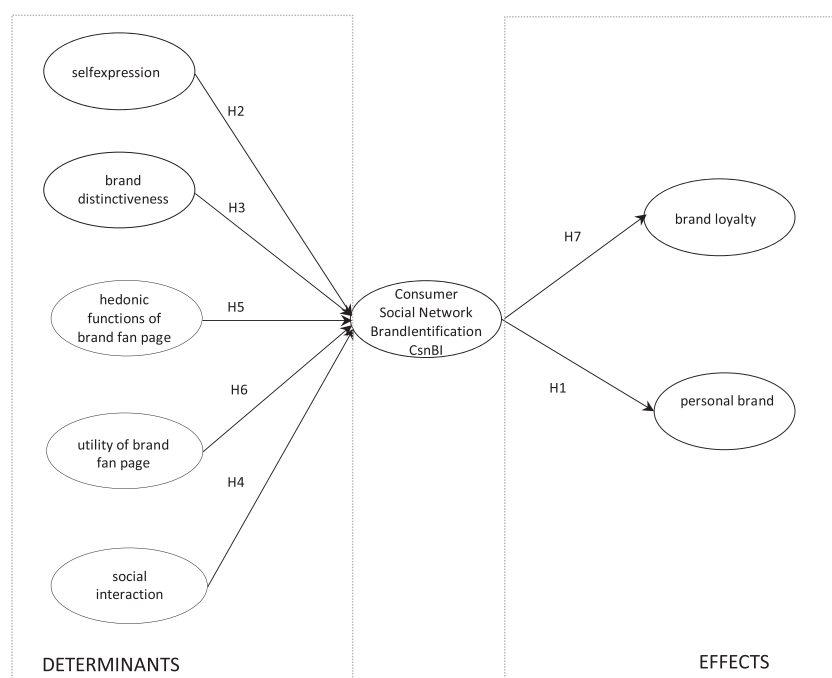 selfexpression
H2
brand
distinctiveness
H3
hedonic
functions of
brand fan page
H5
utility of brand
fan page
H6
social
interaction
H4
DETERMINANTS
Consumer
Social Network
BrandIentification
CsnBI
H7
brand loyalty
H1
personal brand
EFFECTS